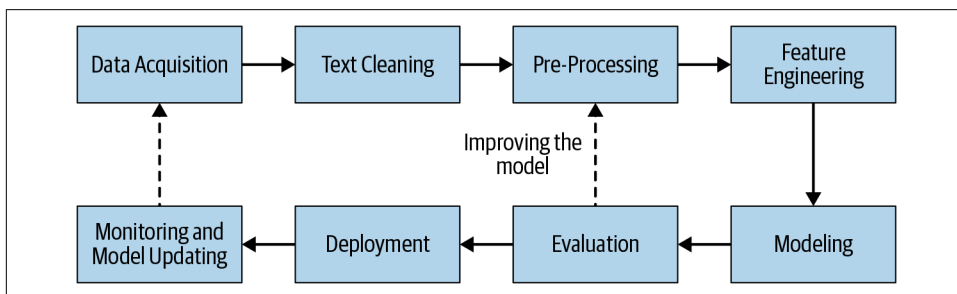 Data Acquisition
Text Cleaning
Pre-Processing
Feature
Engineering
Improving the
model
Monitoring and
Model Updating
Deployment
Evaluation
Modeling